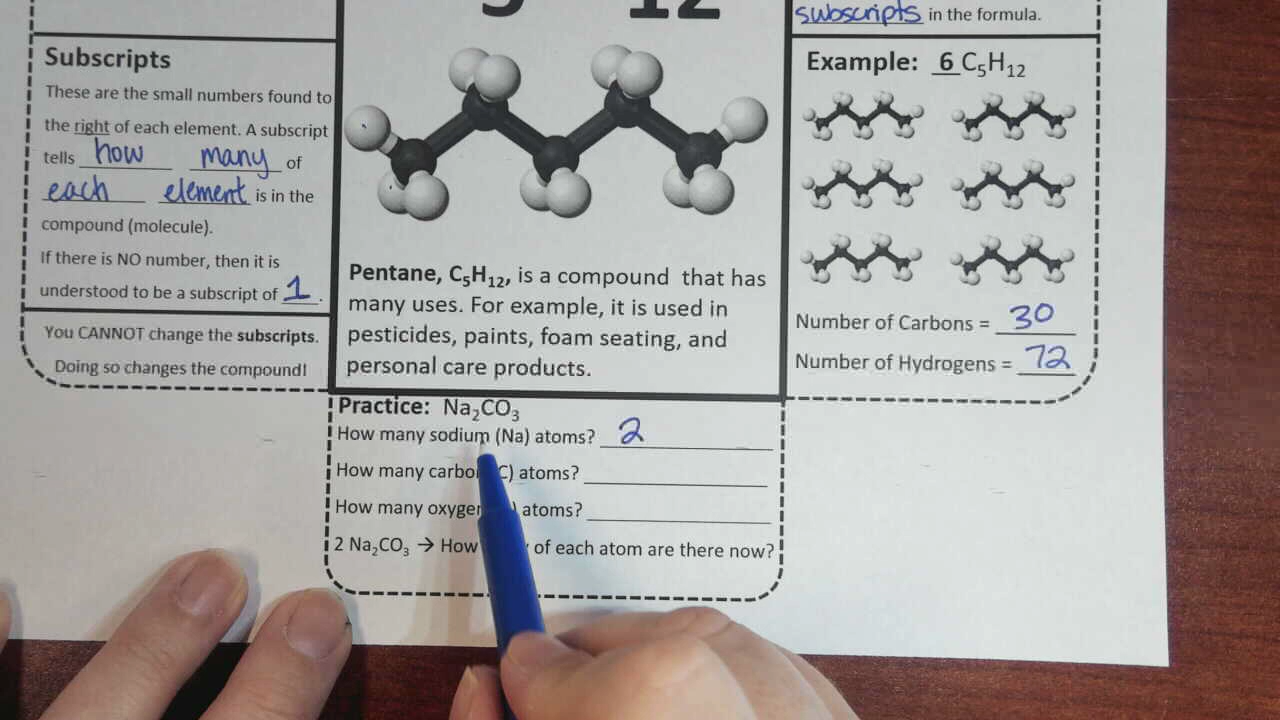 Subscripts
These are the small numbers found to
the right of each element. A subscript
tells how many of
each element is in the
compound (molecule).
If there is NO number, then it is
understood to be a subscript of 1.
You CANNOT change the subscripts.
Doing so changes the compound!
12
Pentane, C₅H₁₂, is a compound that has
many uses. For example, it is used in
pesticides, paints, foam seating, and
personal care products.
subscripts in the formula.
Example: 6 C₅H₁₂
Number of Carbons = 30
Number of Hydrogens = 72
Practice: Na₂CO₃
How many sodium (Na) atoms? 2
How many C) atoms?
How many atoms?
2 Na₂CO₃ → How of each atom are there now?